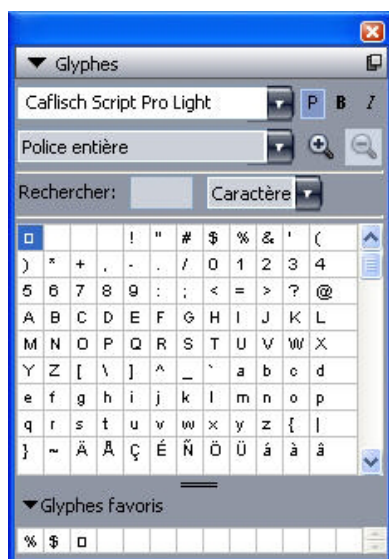 Glyphes
Caflisch Script Pro Light P B I
Police entière
Rechercher: Caractère
! " # $ % & ' (
) * + , - . / 0 1 2 3 4
5 6 7 8 9 : ; < = > ? @
A B C D E F G H I J K L
M N O P Q R S T U V W X
Y Z [ \ ] ^ _ ` a b c d
e f g h i j k l m n o p
q r s t u v w x y z { |
} ~ Ä Å Ç É Ñ Ö Ü á à â
Glyphes favoris
% $ ¤